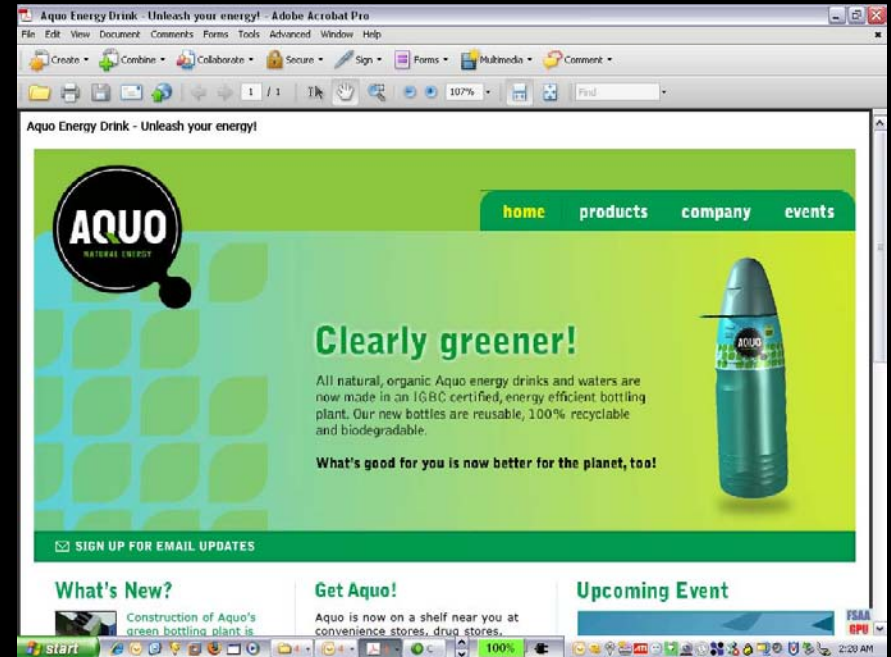 Aquo Energy Drink - Unleash your energy! - Adobe Acrobat Pro
File Edit View Document Comments Forms Tools Advanced Window Help
Create Combine Collaborate Secure Sign Forms Multimedia Comment
1 / 1 107% Find
Aquo Energy Drink - Unleash your energy!
AQUO
NATURAL ENERGY
home products company events
Clearly greener!
All natural, organic Aquo energy drinks and waters are
now made in an IGBC certified, energy efficient bottling
plant. Our new bottles are reusable, 100% recyclable
and biodegradable.
What's good for you is now better for the planet, too!
AQUO
SIGN UP FOR EMAIL UPDATES
What's New?
Construction of Aquo's
green bottling plant is
Get Aquo!
Aquo is now on a shelf near you at
convenience stores, drug stores,
Upcoming Event
FSAA
GPU
start 100% 2:28 AM